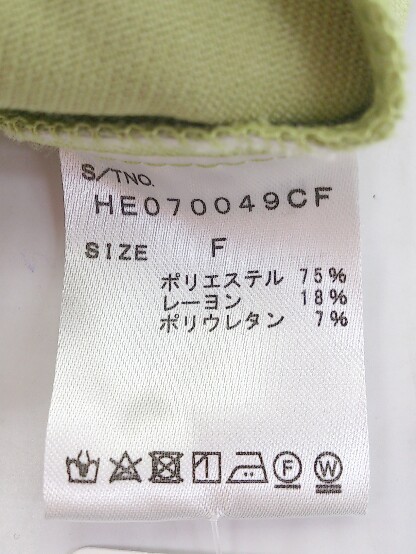 S/TNO.
HE070049CF
SIZE F
ポリエステル 75%
レーヨン 18%
ポリウレタン 7%
F W